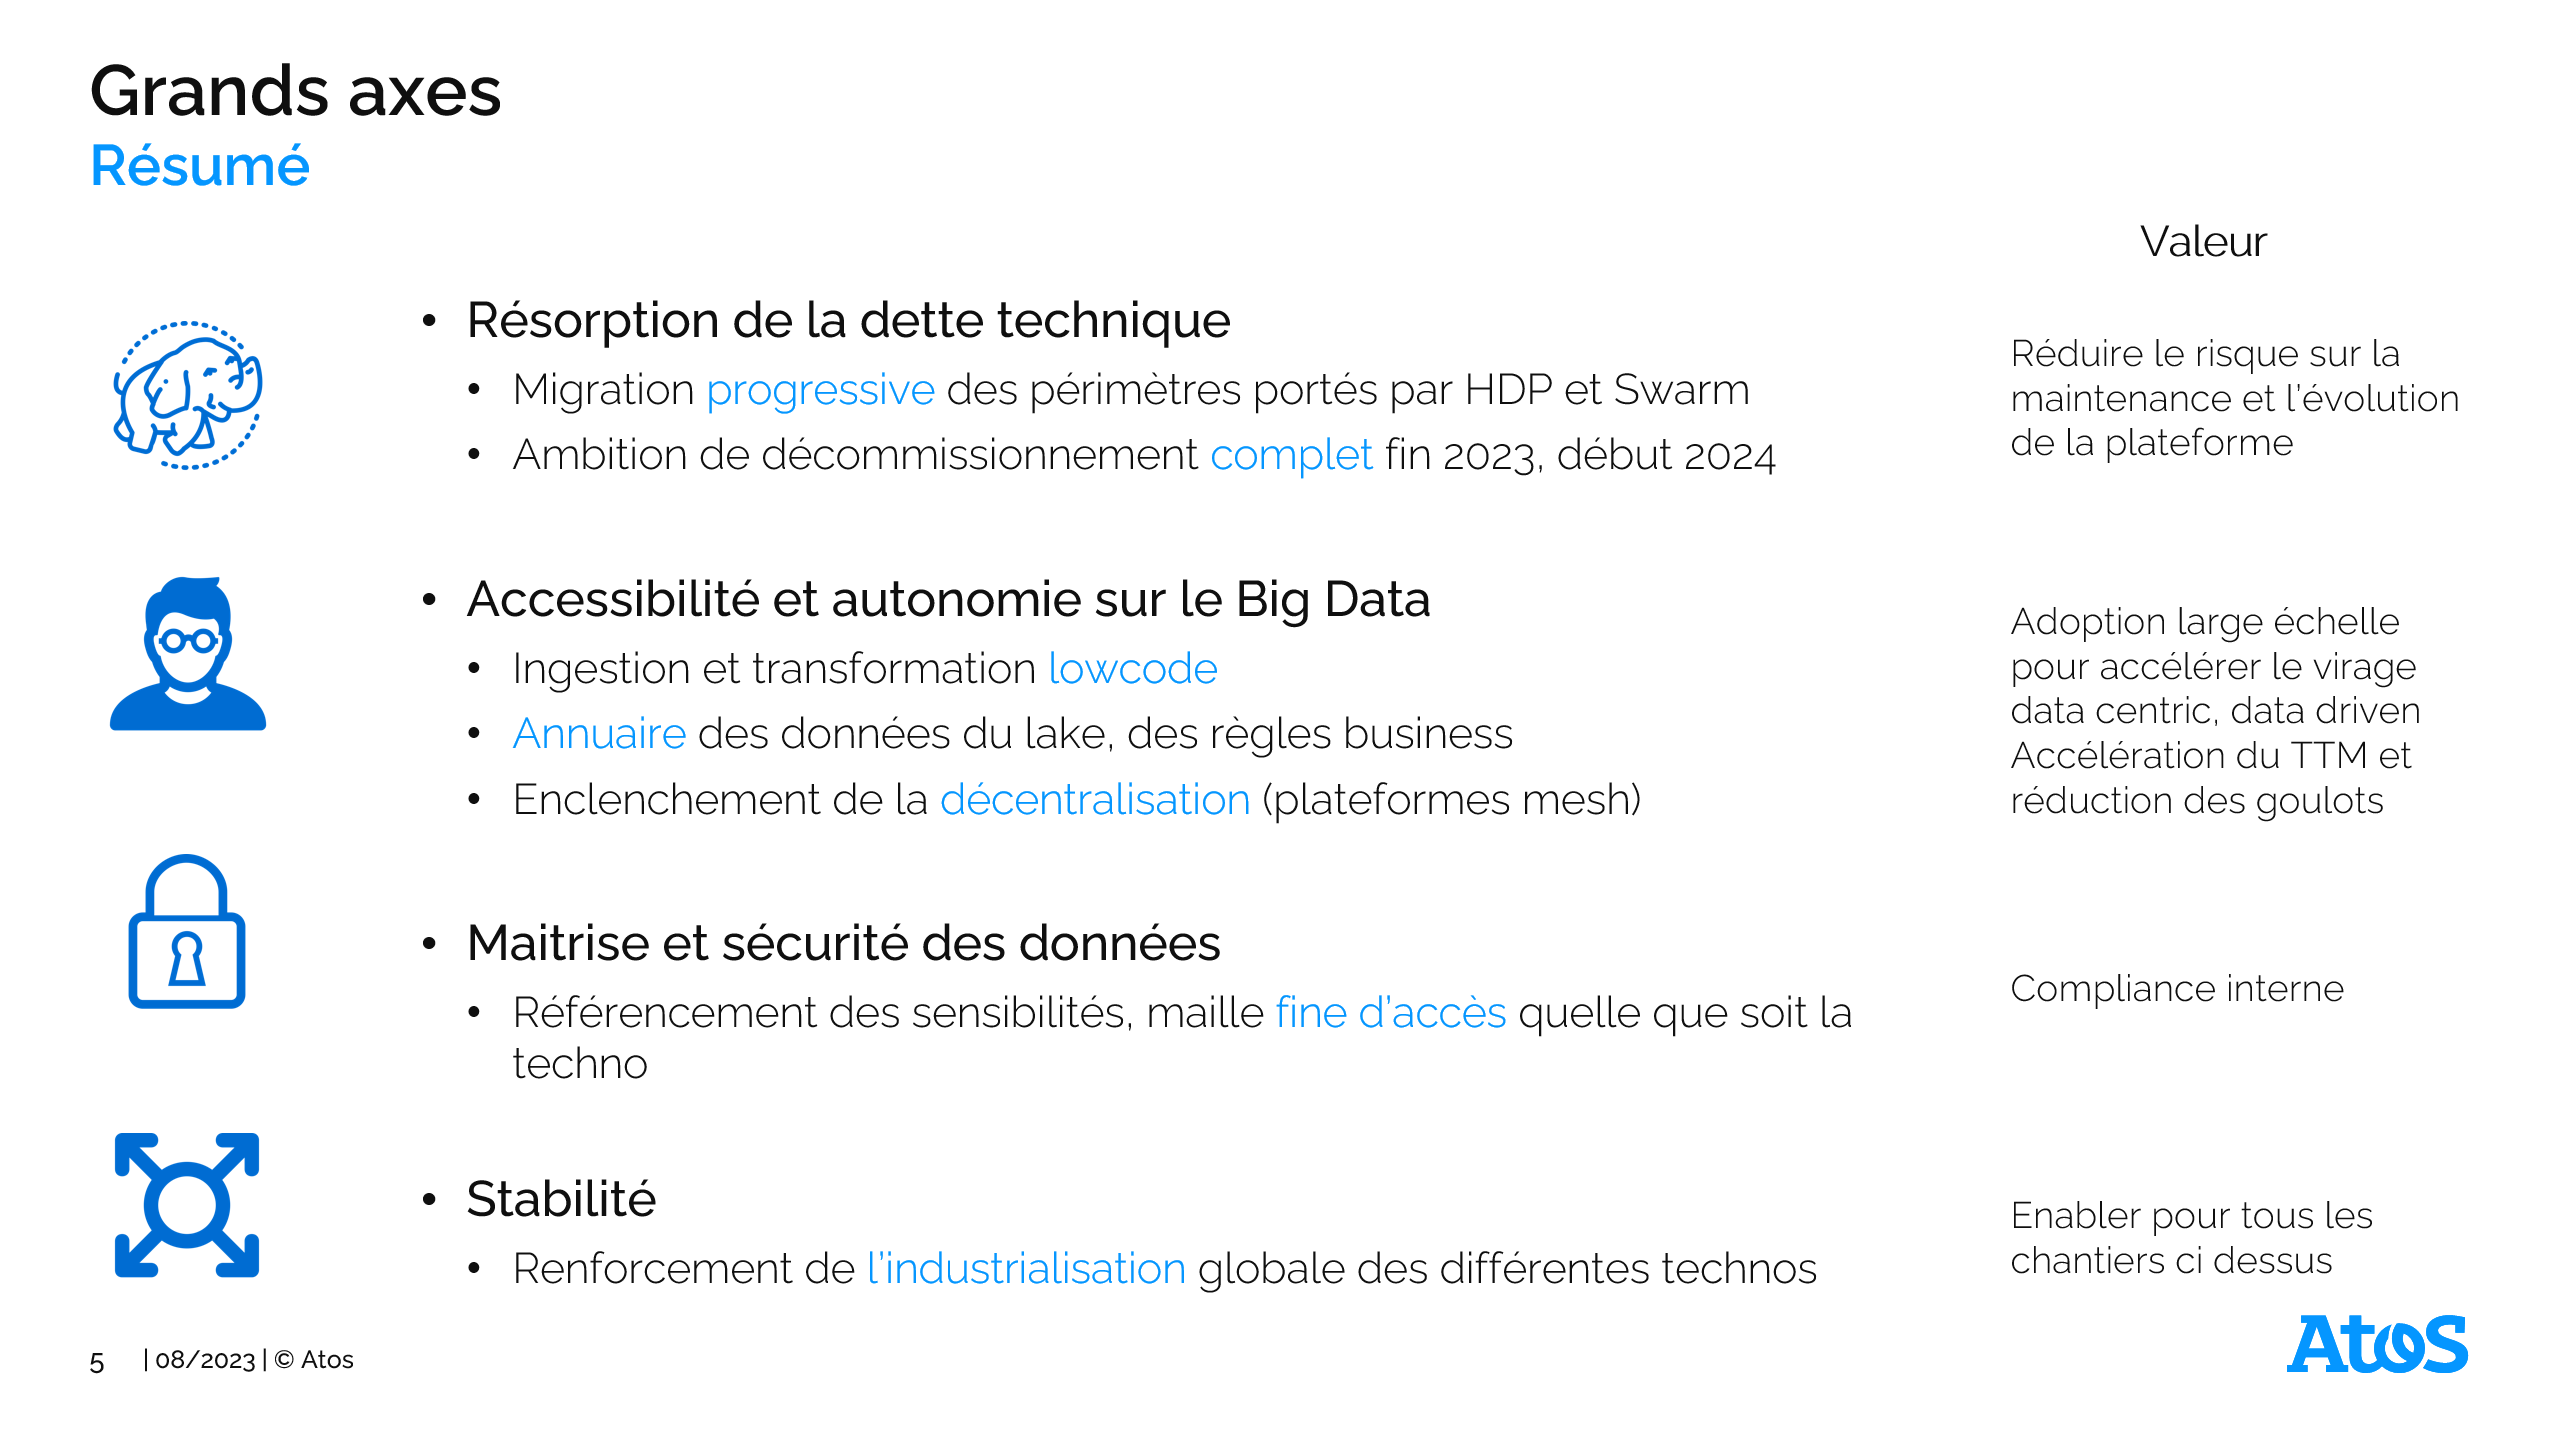 Grands axes
Résumé
Valeur
• Résorption de la dette technique
• Migration progressive des périmètres portés par HDP et Swarm
• Ambition de décommissionnement complet fin 2023, début 2024
Réduire le risque sur la
maintenance et l’évolution
de la plateforme
• Accessibilité et autonomie sur le Big Data
• Ingestion et transformation lowcode
• Annuaire des données du lake, des règles business
• Enclenchement de la décentralisation (plateformes mesh)
Adoption large échelle
pour accélérer le virage
data centric, data driven
Accélération du TTM et
réduction des goulots
• Maitrise et sécurité des données
• Référencement des sensibilités, maille fine d’accès quelle que soit la
techno
Compliance interne
• Stabilité
• Renforcement de l’industrialisation globale des différentes technos
Enabler pour tous les
chantiers ci dessus
5 | 08/2023 | © Atos
Atos